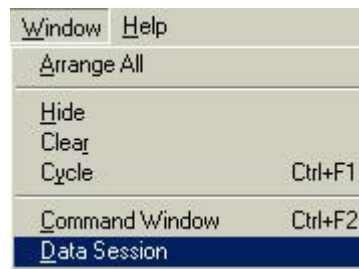 Window Help
Arrange All
Hide
Clear
Cycle Ctrl+F1
Command Window Ctrl+F2
Data Session